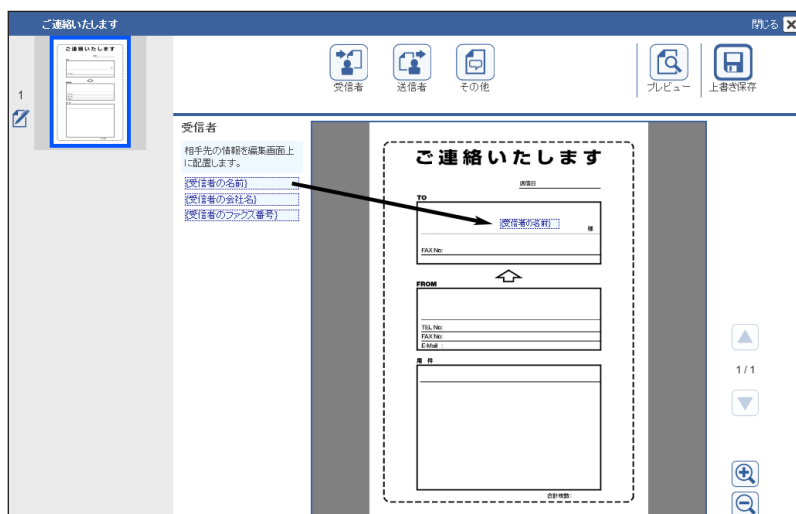 ご連絡いたします
閉じる
1
受信者
送信者
その他
プレビュー
上書き保存
受信者
相手先の情報を編集画面上
に配置します。
{受信者の名前}
{受信者の会社名}
{受信者のファクス番号}
ご連絡いたします
送信日
TO
{受信者の名前}
様
FAX No:
FROM
TEL No:
FAX No:
E-Mail :
用 件
合計枚数:
1 / 1